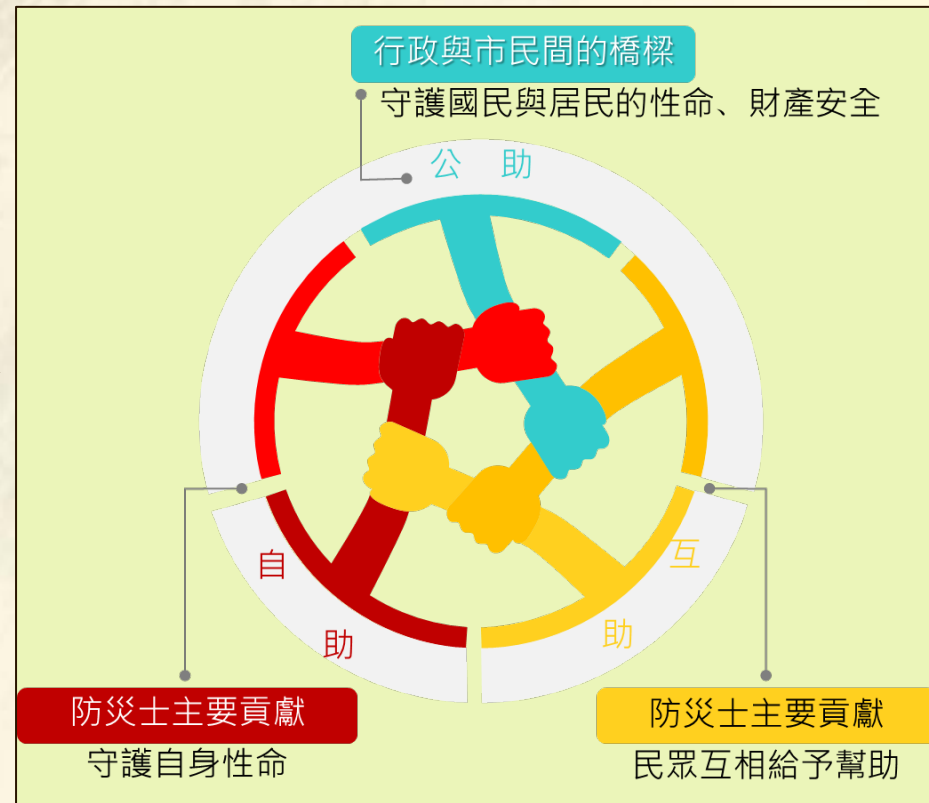 行政與市民間的橋樑
守護國民與居民的性命、財產安全
公 助
自
助
互
助
防災士主要貢獻
守護自身性命
防災士主要貢獻
民眾互相給予幫助